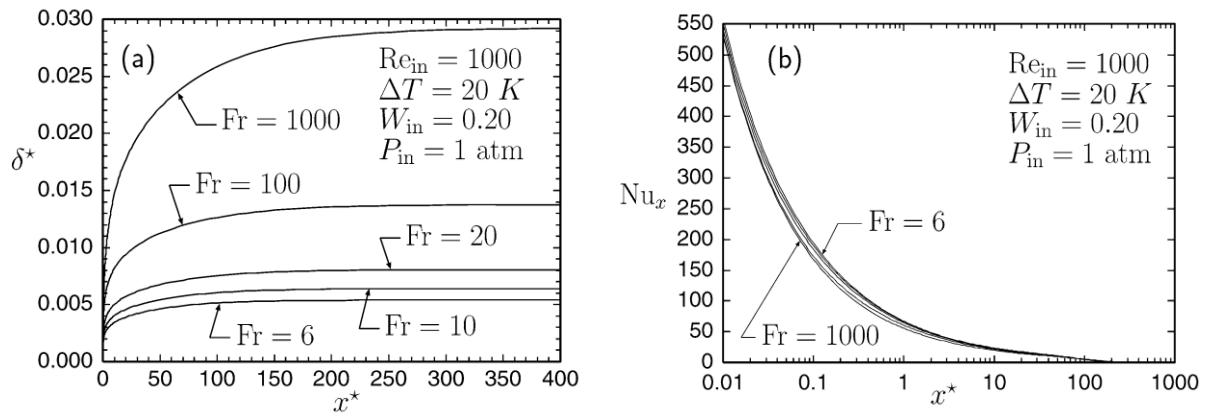 (a)
Re_in = 1000
ΔT = 20 K
W_in = 0.20
P_in = 1 atm
δ*
0.030
0.025
0.020
0.015
0.010
0.005
0.000
Fr = 1000
Fr = 100
Fr = 20
Fr = 6
Fr = 10
0 50 100 150 200 250 300 350 400
x*
(b)
Re_in = 1000
ΔT = 20 K
W_in = 0.20
P_in = 1 atm
Nu_x
550
500
450
400
350
300
250
200
150
100
50
0
Fr = 6
Fr = 1000
0.01 0.1 1 10 100 1000
x*